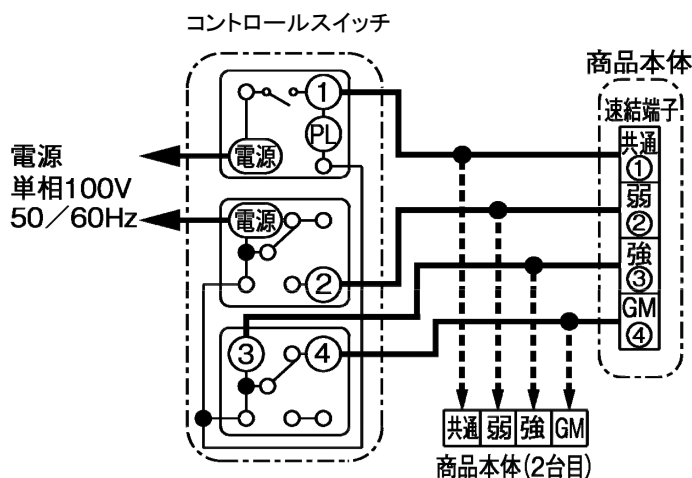 コントロールスイッチ
商品本体
速結端子
電源
単相100V
50／60Hz
①
PL
電源
電源
②
③
④
共通
①
弱
②
強
③
GM
④
共通 弱 強 GM
商品本体(2台目)